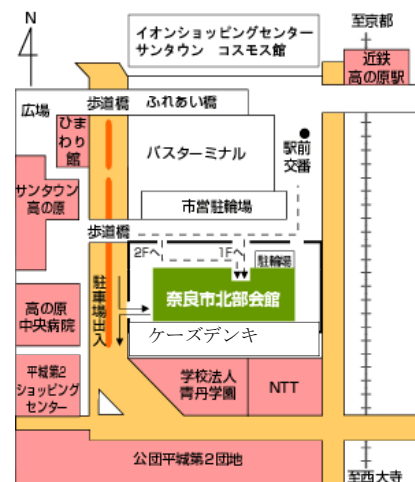 イオンショッピングセンター
サンタウン コスモス館
至京都
N
近鉄
高の原駅
広場
歩道橋 ふれあい橋
ひま
わり
館
バスターミナル
駅前
交番
サンタウン
高の原
市営駐輪場
歩道橋
2Fへ
1Fへ
駐輪場
駐車場出入
奈良市北部会館
高の原
中央病院
ケーズデンキ
平城第2
ショッピング
センター
学校法人
青丹学園
NTT
公団平城第2団地
至西大寺